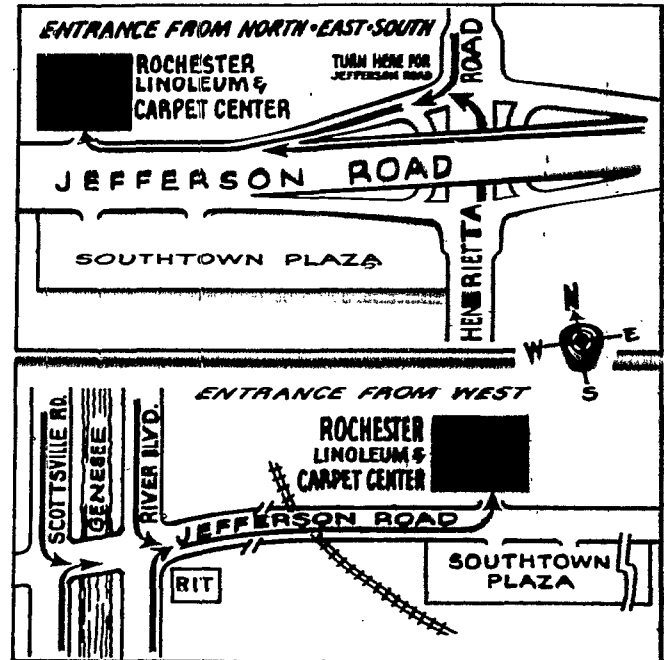 ENTRANCE FROM NORTH•EAST•SOUTH
ROCHESTER
LINOLEUM &
CARPET CENTER
TURN HERE FOR
JEFFERSON ROAD
ROAD
JEFFERSON ROAD
HENRIETTA
SOUTHTOWN PLAZA
N
W
E
S
ENTRANCE FROM WEST
SCOTTSVILLE RD.
GENESEE
RIVER BLVD.
ROCHESTER
LINOLEUM &
CARPET CENTER
JEFFERSON ROAD
RIT
SOUTHTOWN
PLAZA